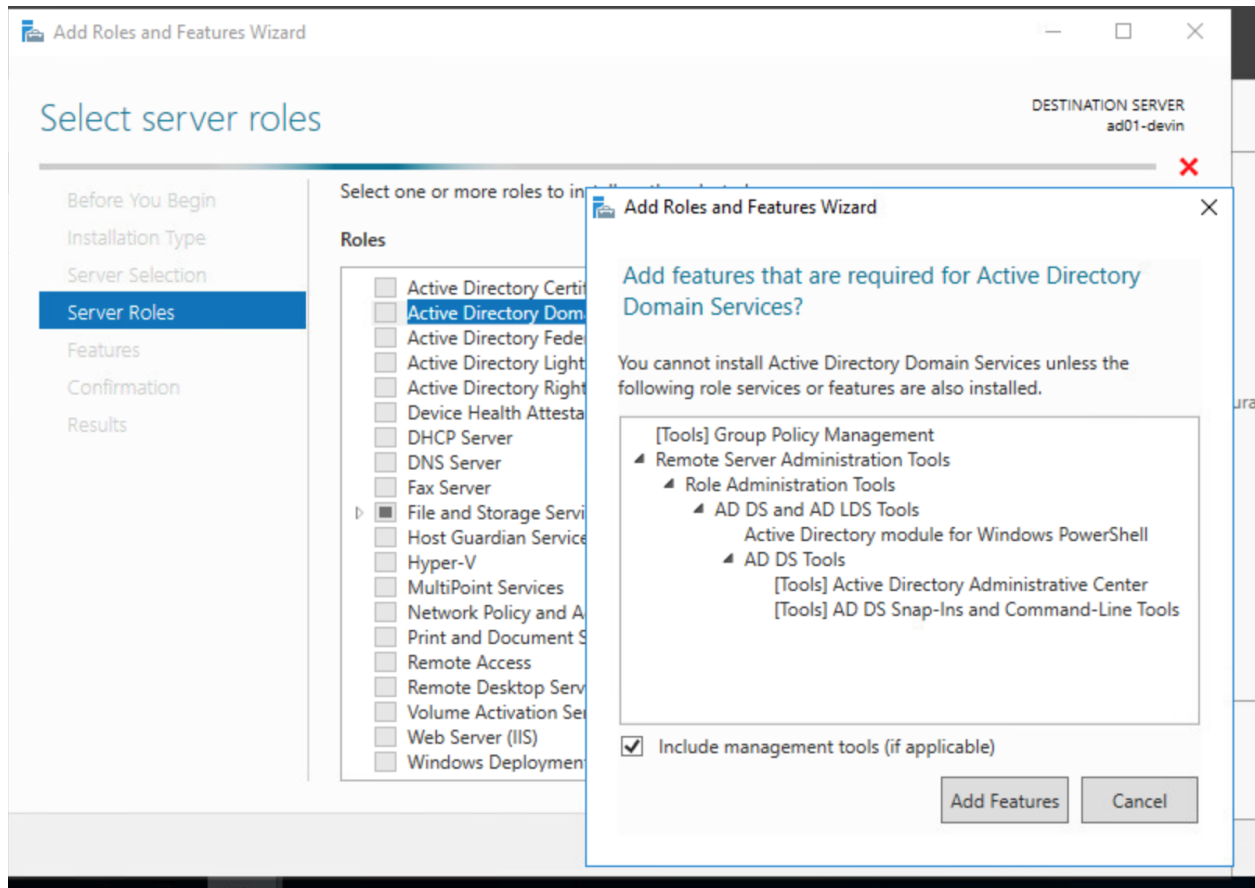 Add Roles and Features Wizard
Select server roles
DESTINATION SERVER
ad01-devin
Before You Begin
Installation Type
Server Selection
Server Roles
Features
Confirmation
Results
Select one or more roles to in
Roles
Active Directory Certif
Active Directory Dom
Active Directory Feder
Active Directory Light
Active Directory Right
Device Health Attesta
DHCP Server
DNS Server
Fax Server
File and Storage Servi
Host Guardian Service
Hyper-V
MultiPoint Services
Network Policy and A
Print and Document S
Remote Access
Remote Desktop Serv
Volume Activation Ser
Web Server (IIS)
Windows Deploymen
Add Roles and Features Wizard
Add features that are required for Active Directory
Domain Services?
You cannot install Active Directory Domain Services unless the
following role services or features are also installed.
[Tools] Group Policy Management
Remote Server Administration Tools
Role Administration Tools
AD DS and AD LDS Tools
Active Directory module for Windows PowerShell
AD DS Tools
[Tools] Active Directory Administrative Center
[Tools] AD DS Snap-Ins and Command-Line Tools
Include management tools (if applicable)
Add Features
Cancel